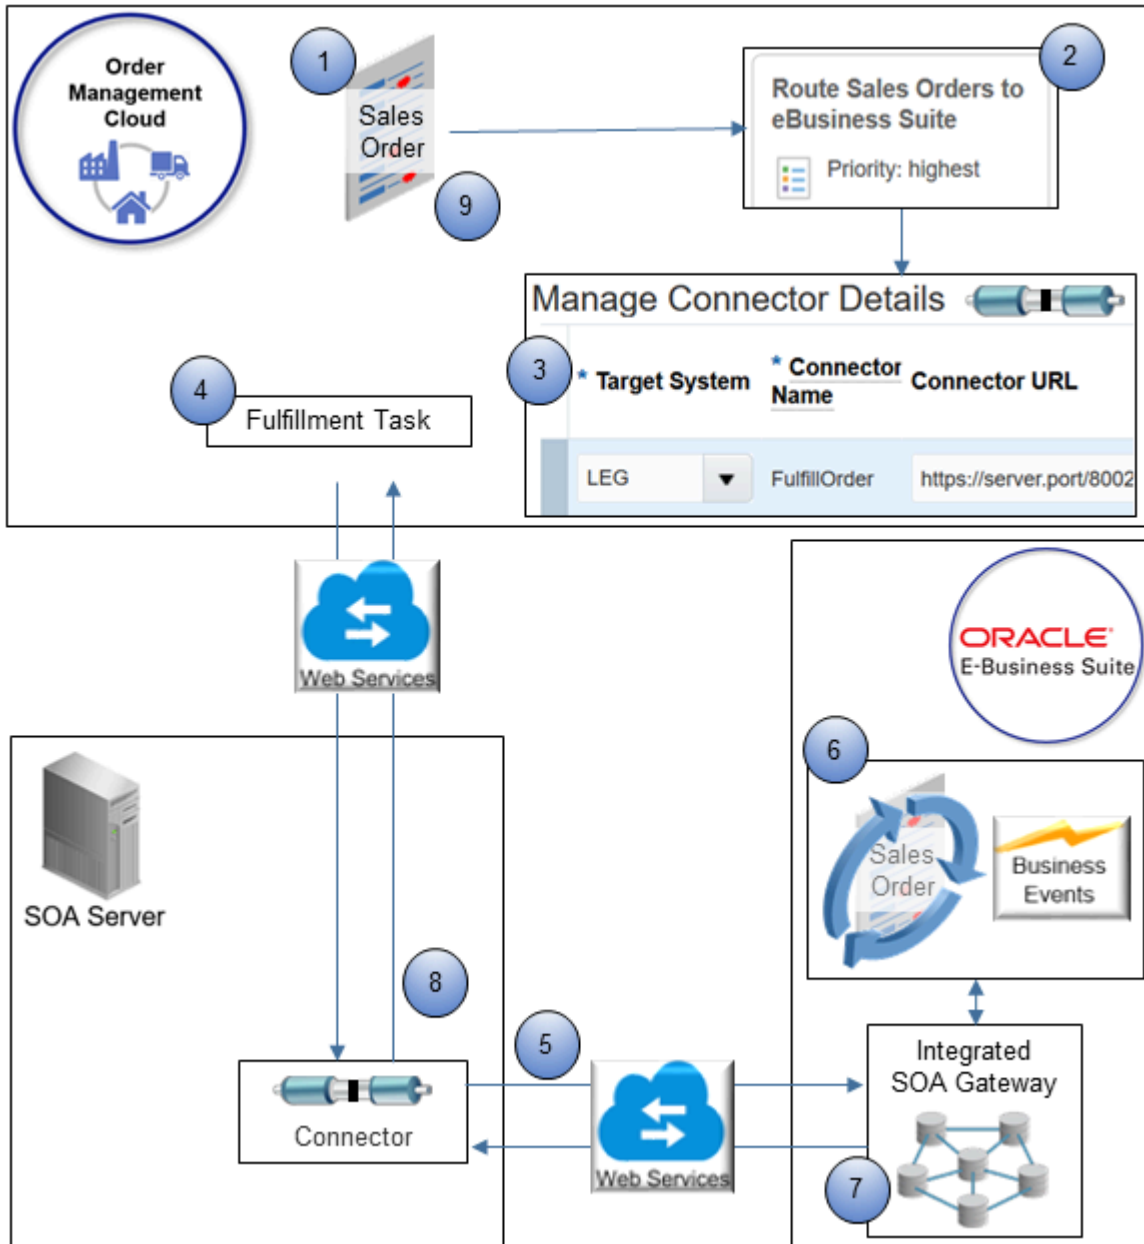 1
2
Order
Management
Cloud
Route Sales Orders to
eBusiness Suite
Sales
Order
Priority: highest
9
Manage Connector Details
3
* Target System
* Connector
Name
Connector URL
4
Fulfillment Task
LEG
FulfillOrder
https://server.port/8002
Web Services
ORACLE
E-Business Suite
6
Sales
Order
Business
Events
SOA Server
8
5
Integrated
SOA Gateway
Connector
Web Services
7